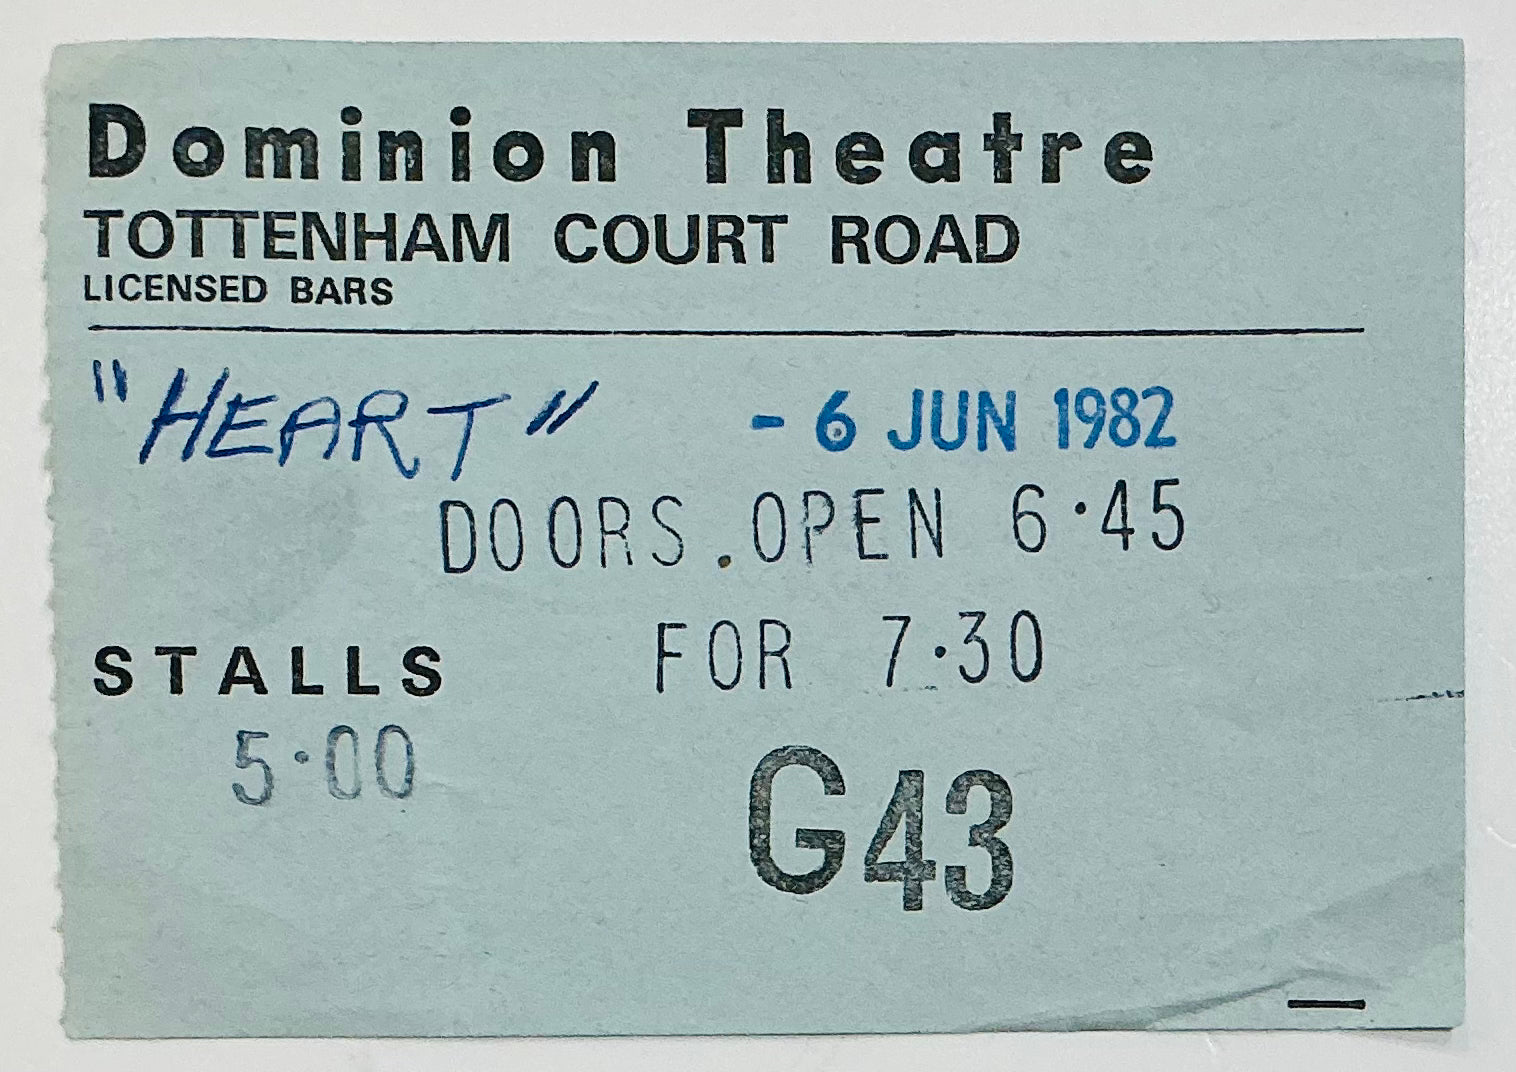 Dominion Theatre
TOTTENHAM COURT ROAD
LICENSED BARS
"HEART" - 6 JUN 1982
DOORS.OPEN 6·45
FOR 7·30
STALLS
5·00
G43